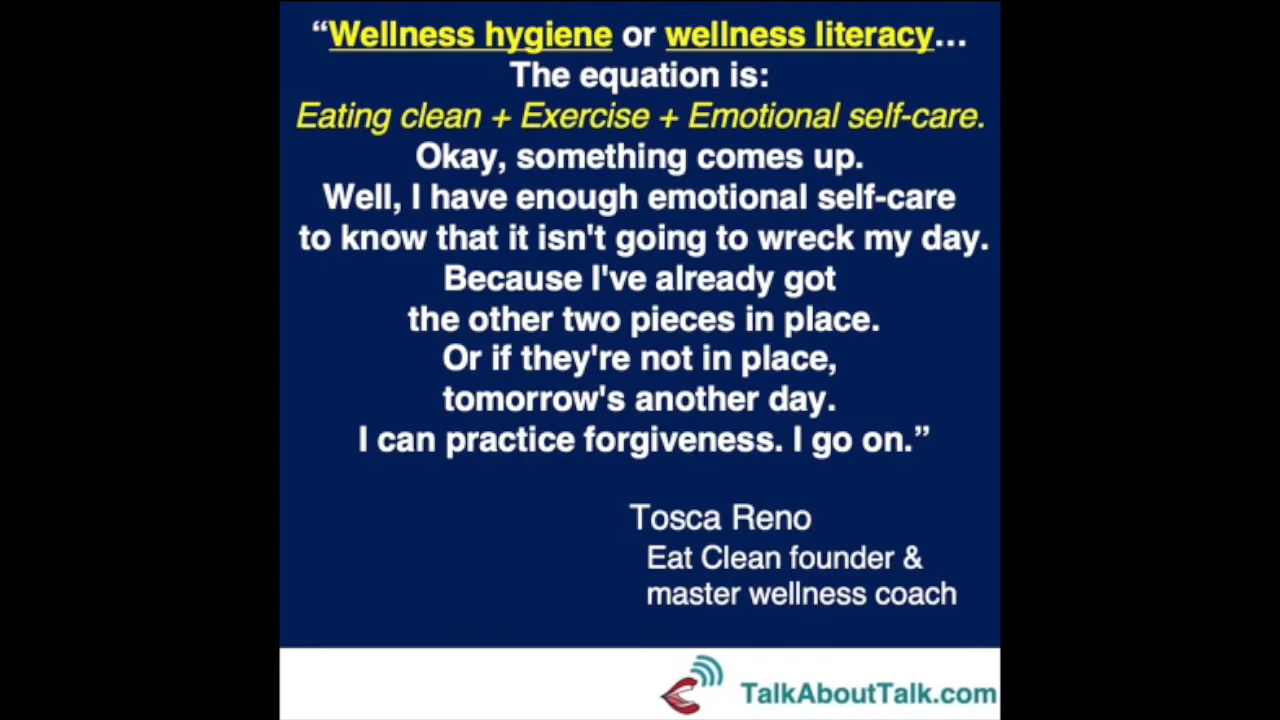 “Wellness hygiene or wellness literacy…
The equation is:
Eating clean + Exercise + Emotional self-care.
Okay, something comes up.
Well, I have enough emotional self-care
to know that it isn't going to wreck my day.
Because I've already got
the other two pieces in place.
Or if they're not in place,
tomorrow's another day.
I can practice forgiveness. I go on.”
Tosca Reno
Eat Clean founder &
master wellness coach
TalkAboutTalk.com